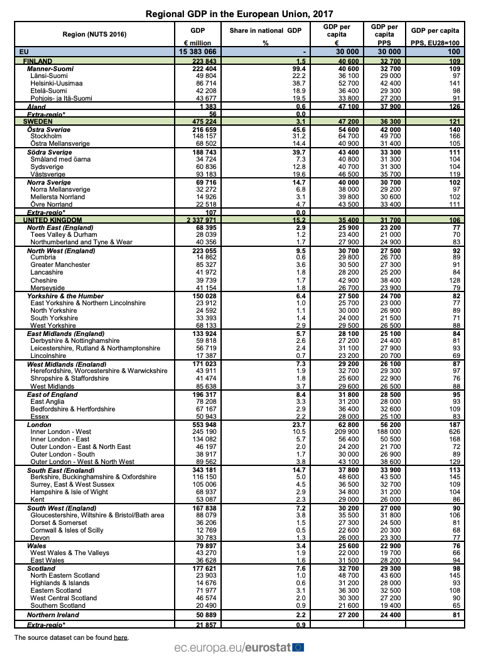 Regional GDP in the European Union, 2017
Region (NUTS 2016) GDP Share in national GDP GDP per capita GDP per capita GDP per capita
€ million % € PPS PPS, EU28=100
EU 15 383 066 - 30 000 30 000 100
FINLAND 223 843 1.5 40 600 32 700 109
Manner-Suomi 222 404 99.4 40 600 32 700 109
Länsi-Suomi 49 804 22.2 36 100 29 000 97
Helsinki-Uusimaa 86 714 38.7 52 700 42 400 141
Etelä-Suomi 42 208 18.9 36 400 29 300 98
Pohjois- ja Itä-Suomi 43 677 19.5 33 800 27 200 91
Åland 1 383 0.6 47 100 37 900 126
Extra-regio* 56 0.0
SWEDEN 475 224 3.1 47 200 36 300 121
Östra Sverige 216 659 45.6 54 600 42 000 140
Stockholm 148 157 31.2 64 700 49 700 166
Östra Mellansverige 68 502 14.4 40 900 31 400 105
Södra Sverige 188 743 39.7 43 400 33 300 111
Småland med öarna 34 724 7.3 40 800 31 300 104
Sydsverige 60 836 12.8 40 700 31 300 104
Västsverige 93 183 19.6 46 500 35 700 119
Norra Sverige 69 716 14.7 40 000 30 700 102
Norra Mellansverige 32 272 6.8 38 000 29 200 97
Mellersta Norrland 14 926 3.1 39 800 30 600 102
Övre Norrland 22 518 4.7 43 500 33 400 111
Extra-regio* 107 0.0
UNITED KINGDOM 2 337 971 15.2 35 400 31 700 106
North East (England) 68 395 2.9 25 900 23 200 77
Tees Valley & Durham 28 039 1.2 23 400 21 000 70
Northumberland and Tyne & Wear 40 356 1.7 27 900 24 900 83
North West (England) 223 055 9.5 30 700 27 500 92
Cumbria 14 862 0.6 29 800 26 700 89
Greater Manchester 85 327 3.6 30 500 27 300 91
Lancashire 41 972 1.8 28 200 25 200 84
Cheshire 39 739 1.7 42 900 38 400 128
Merseyside 41 154 1.8 26 700 23 900 79
Yorkshire & the Humber 150 028 6.4 27 500 24 700 82
East Yorkshire & Northern Lincolnshire 23 912 1.0 25 700 23 000 77
North Yorkshire 24 592 1.1 30 000 26 900 89
South Yorkshire 33 393 1.4 24 000 21 500 71
West Yorkshire 68 133 2.9 29 500 26 500 88
East Midlands (England) 133 924 5.7 28 100 25 100 84
Derbyshire & Nottinghamshire 59 818 2.6 27 200 24 400 81
Leicestershire, Rutland & Northamptonshire 56 719 2.4 31 100 27 900 93
Lincolnshire 17 387 0.7 23 200 20 700 69
West Midlands (England) 171 023 7.3 29 200 26 100 87
Herefordshire, Worcestershire & Warwickshire 43 911 1.9 32 700 29 300 97
Shropshire & Staffordshire 41 474 1.8 25 600 22 900 76
West Midlands 85 638 3.7 29 600 26 500 88
East of England 196 317 8.4 31 800 28 500 95
East Anglia 78 208 3.3 31 200 28 000 93
Bedfordshire & Hertfordshire 67 167 2.9 36 400 32 600 109
Essex 50 943 2.2 28 000 25 100 83
London 553 948 23.7 62 800 56 200 187
Inner London - West 245 190 10.5 209 900 188 000 626
Inner London - East 134 082 5.7 56 400 50 500 168
Outer London - East & North East 46 197 2.0 24 200 21 700 72
Outer London - South 38 917 1.7 30 000 26 900 89
Outer London - West & North West 89 562 3.8 43 100 38 600 129
South East (England) 343 181 14.7 37 800 33 900 113
Berkshire, Buckinghamshire & Oxfordshire 116 150 5.0 48 600 43 500 145
Surrey, East & West Sussex 105 006 4.5 36 500 32 700 109
Hampshire & Isle of Wight 68 937 2.9 34 800 31 200 104
Kent 53 087 2.3 29 000 26 000 86
South West (England) 167 838 7.2 30 200 27 000 90
Gloucestershire, Wiltshire & Bristol/Bath area 88 079 3.8 35 500 31 800 106
Dorset & Somerset 36 206 1.5 27 300 24 500 81
Cornwall & Isles of Scilly 12 769 0.5 22 600 20 300 68
Devon 30 783 1.3 26 000 23 300 77
Wales 79 897 3.4 25 600 22 900 76
West Wales & The Valleys 43 270 1.9 22 000 19 700 66
East Wales 36 628 1.6 31 500 28 200 94
Scotland 177 621 7.6 32 700 29 300 98
North Eastern Scotland 23 903 1.0 48 700 43 600 145
Highlands & Islands 14 676 0.6 31 200 28 000 93
Eastern Scotland 71 977 3.1 36 300 32 500 108
West Central Scotland 46 574 2.0 30 300 27 200 90
Southern Scotland 20 490 0.9 21 600 19 400 65
Northern Ireland 50 889 2.2 27 200 24 400 81
Extra-regio* 21 857 0.9
The source dataset can be found here.
ec.europa.eu/eurostat